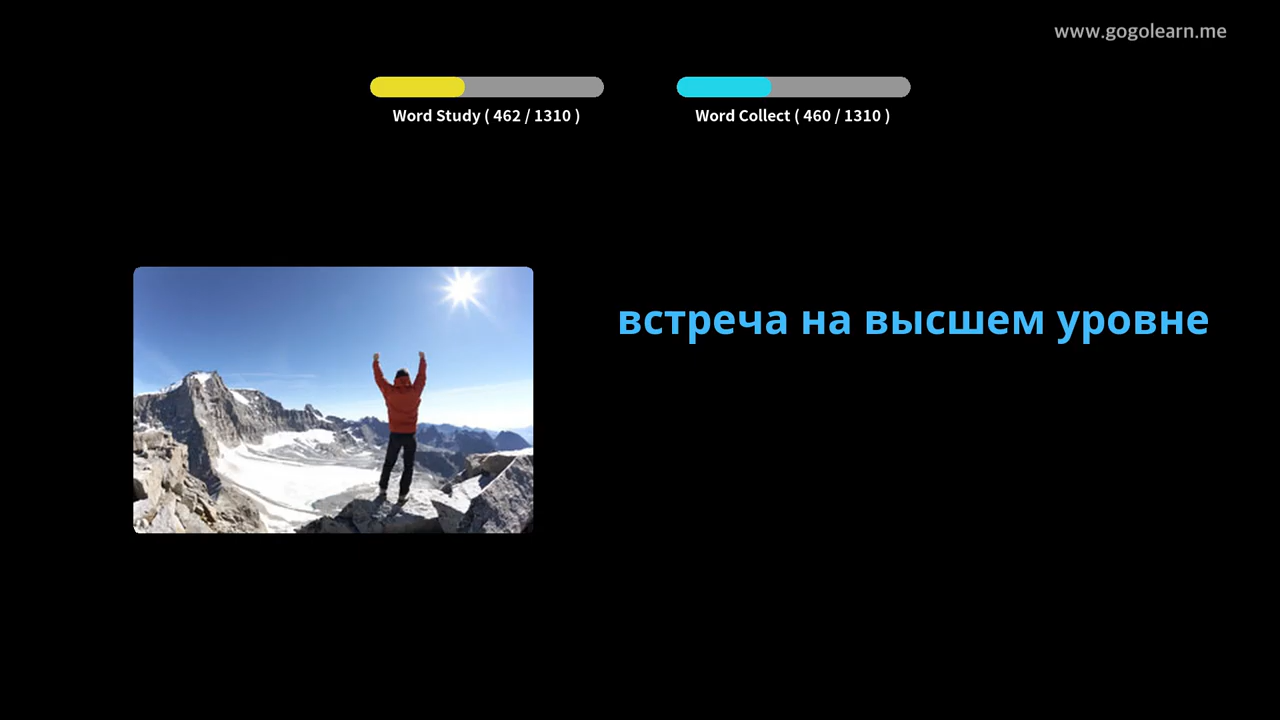 www.gogolearn.me
Word Study ( 462 / 1310 )
Word Collect ( 460 / 1310 )
встреча на высшем уровне